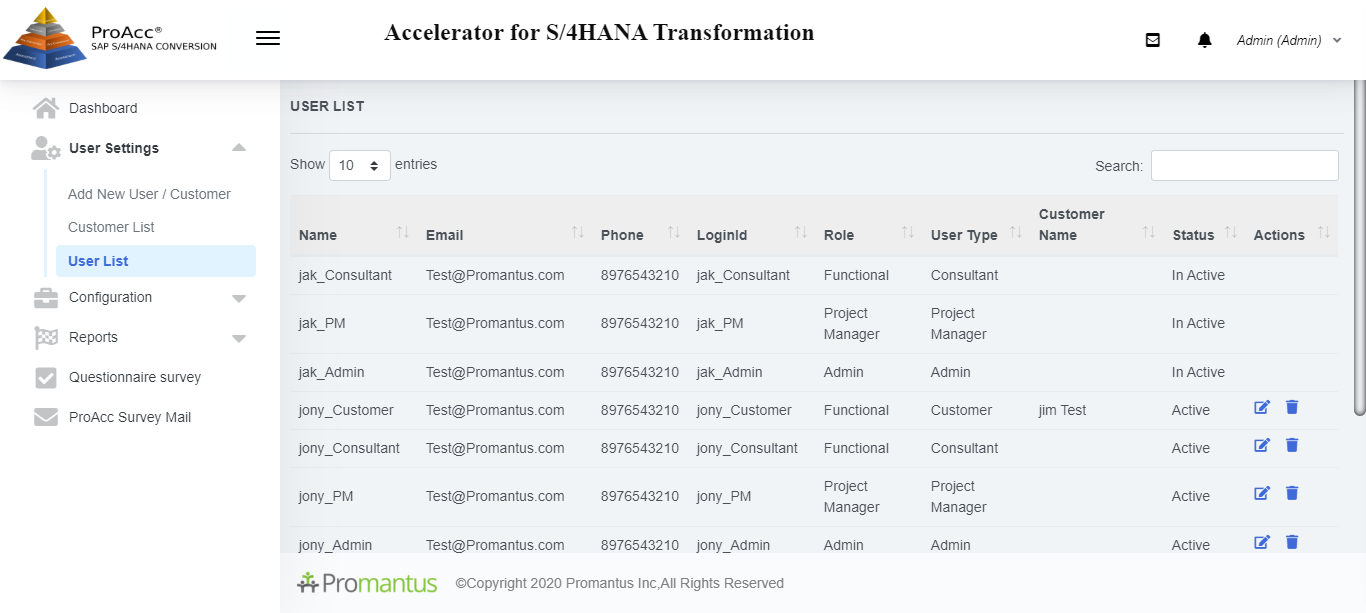 ProAcc®
SAP S/4HANA CONVERSION
Accelerator for S/4HANA Transformation
Admin (Admin)
Dashboard
User Settings
Add New User / Customer
Customer List
User List
Configuration
Reports
Questionnaire survey
ProAcc Survey Mail
USER LIST
Show 10 entries
Search:
Name Email Phone LoginId Role User Type Customer Name Status Actions
jak_Consultant Test@Promantus.com 8976543210 jak_Consultant Functional Consultant In Active
jak_PM Test@Promantus.com 8976543210 jak_PM Project Manager Project Manager In Active
jak_Admin Test@Promantus.com 8976543210 jak_Admin Admin Admin In Active
jony_Customer Test@Promantus.com 8976543210 jony_Customer Functional Customer jim Test Active
jony_Consultant Test@Promantus.com 8976543210 jony_Consultant Functional Consultant Active
jony_PM Test@Promantus.com 8976543210 jony_PM Project Manager Project Manager Active
jony_Admin Test@Promantus.com 8976543210 jony_Admin Admin Admin Active
Promantus ©Copyright 2020 Promantus Inc,All Rights Reserved